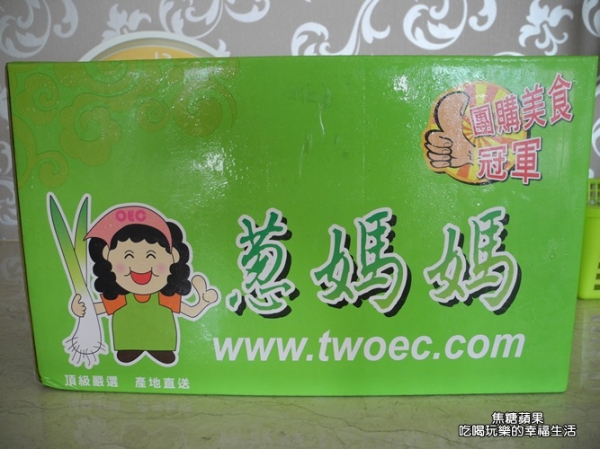 團購美食
冠軍
OEC
蔥媽媽
www.twoec.com
頂級嚴選 產地直送
焦糖蘋果
吃喝玩樂的幸福生活